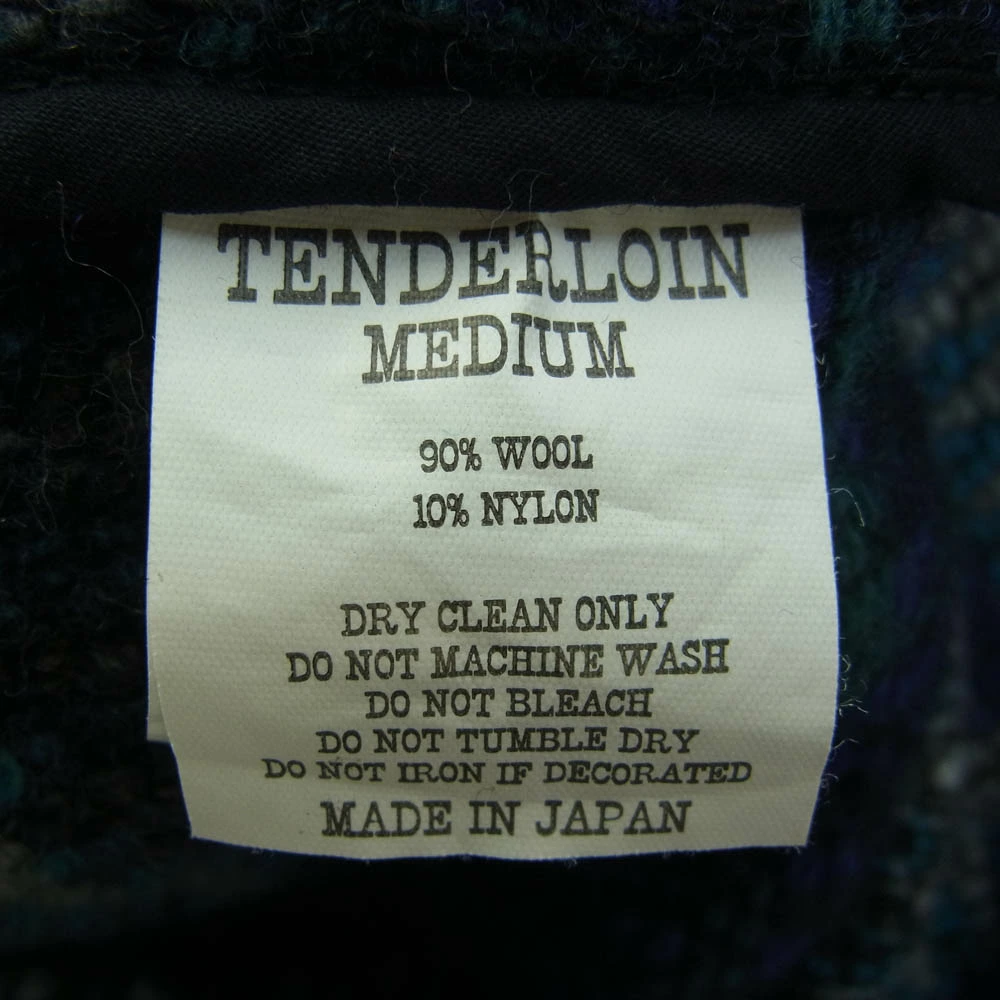 TENDERLOIN
MEDIUM
90% WOOL
10% NYLON
DRY CLEAN ONLY
DO NOT MACHINE WASH
DO NOT BLEACH
DO NOT TUMBLE DRY
DO NOT IRON IF DECORATED
MADE IN JAPAN